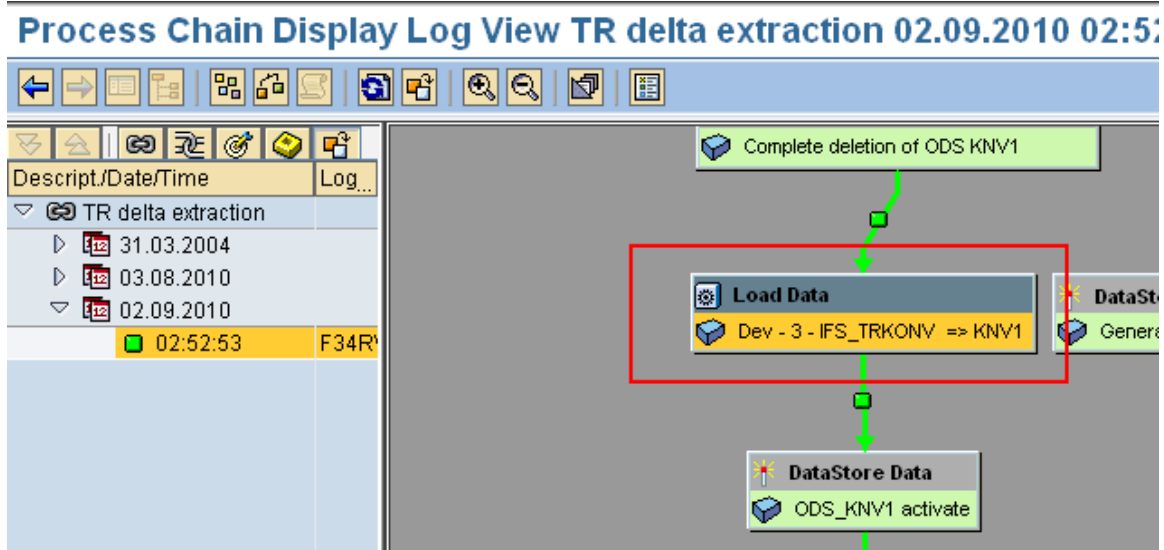 Process Chain Display Log View TR delta extraction 02.09.2010 02:52
Descript./Date/Time Log...
TR delta extraction
31.03.2004
03.08.2010
02.09.2010
02:52:53 F34RV
Complete deletion of ODS KNV1
Load Data
Dev - 3 - IFS_TRKONV => KNV1
DataSt
Genera
DataStore Data
ODS_KNV1 activate